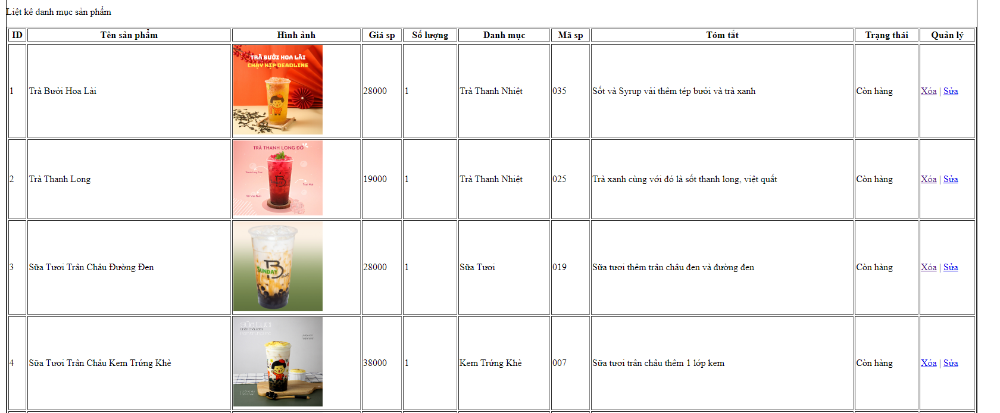 Liệt kê danh mục sản phẩm
ID Tên sản phẩm Hình ảnh Giá sp Số lượng Danh mục Mã sp Tóm tắt Trạng thái Quản lý
TRÀ BƯỞI HOA LÀI
CHẠY KỊP DEADLINE
1 Trà Bưởi Hoa Lài 28000 1 Trà Thanh Nhiệt 035 Sốt và Syrup vải thêm tép bưởi và trà xanh Còn hàng Xóa | Sửa
TRÀ THANH LONG ĐỎ
2 Trà Thanh Long 19000 1 Trà Thanh Nhiệt 025 Trà xanh cùng với đó là sốt thanh long, việt quất Còn hàng Xóa | Sửa
3 Sữa Tươi Trân Châu Đường Đen 28000 1 Sữa Tươi 019 Sữa tươi thêm trân châu đen và đường đen Còn hàng Xóa | Sửa
SUNDAY
4 Sữa Tươi Trân Châu Kem Trứng Khè 38000 1 Kem Trứng Khè 007 Sữa tươi trân châu thêm 1 lớp kem Còn hàng Xóa | Sửa